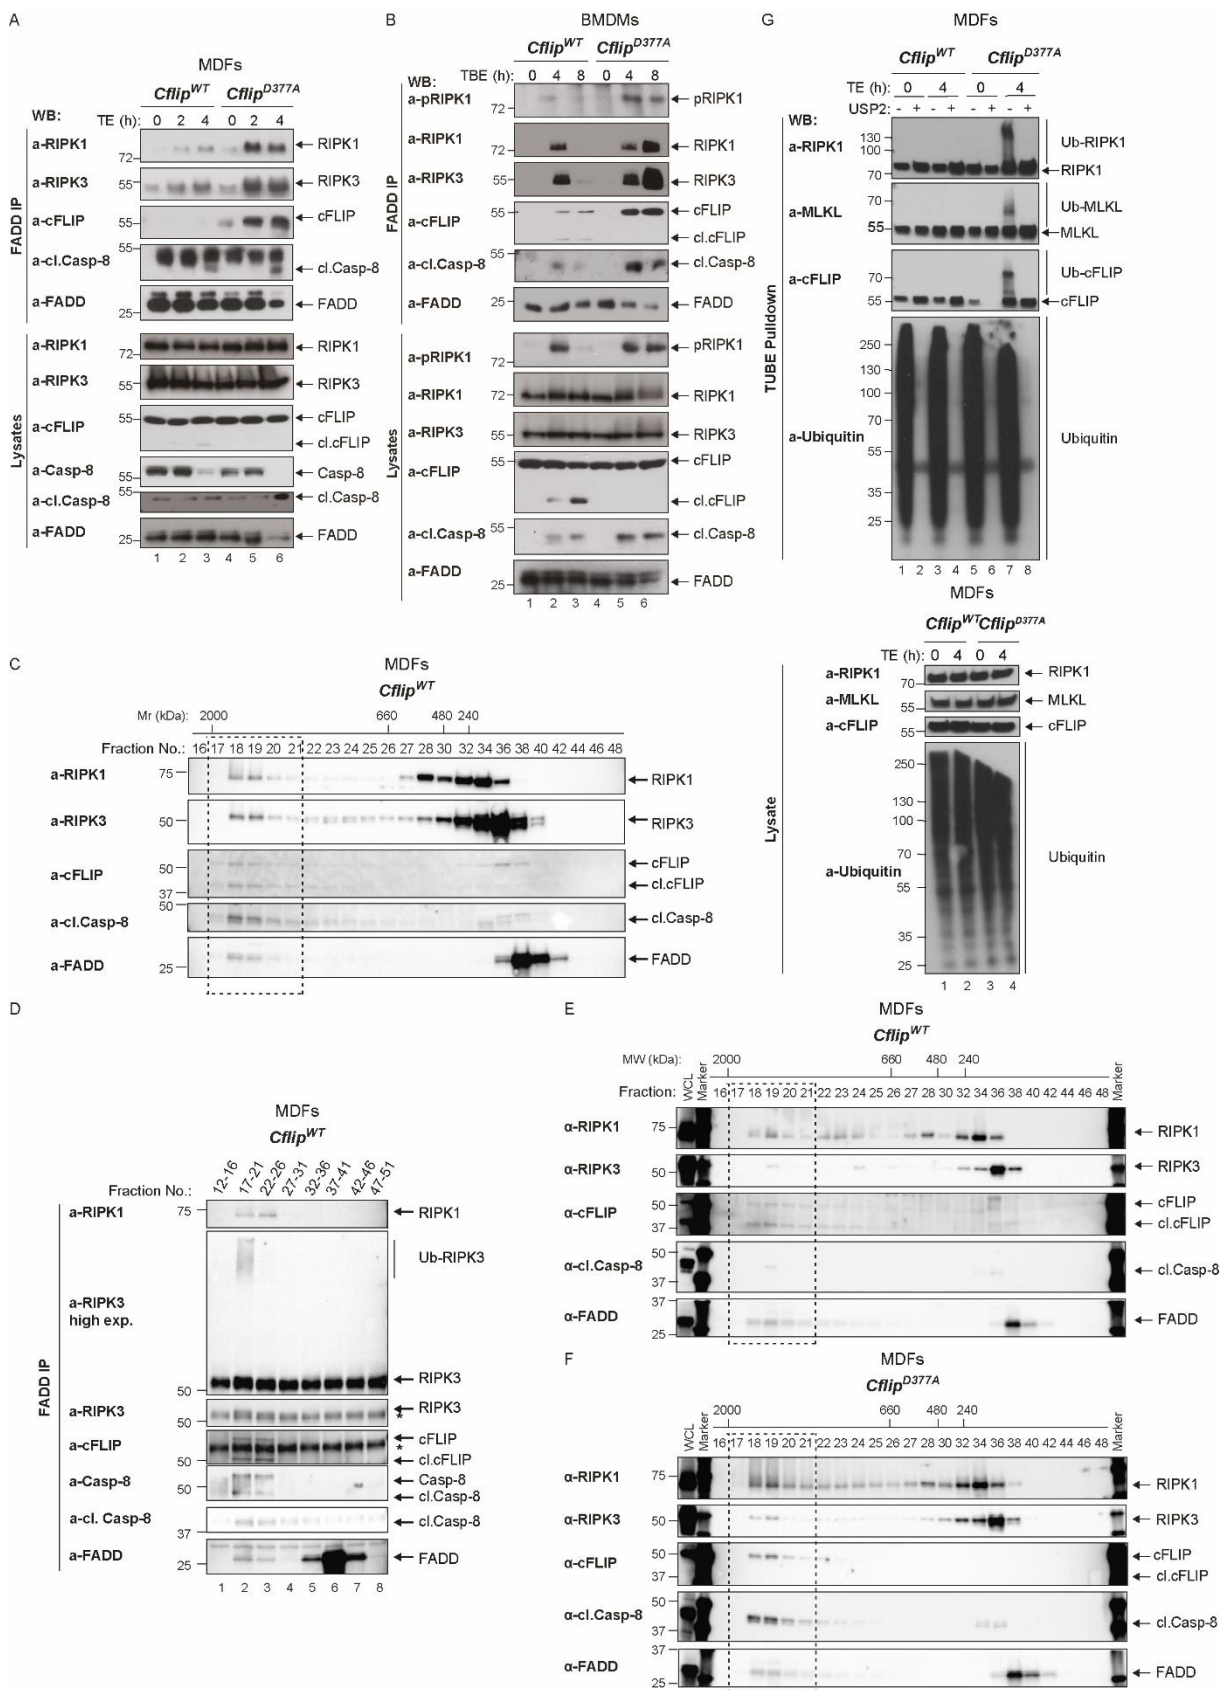 A
MDFs
Cflip^WT Cflip^D377A
WB: TE (h): 0 2 4 0 2 4
FADD IP
a-RIPK1 72 RIPK1
a-RIPK3 55 RIPK3
a-cFLIP 55 cFLIP
a-cl.Casp-8 55 cl.Casp-8
a-FADD 25 FADD
Lysates
a-RIPK1 72 RIPK1
a-RIPK3 55 RIPK3
a-cFLIP 55 cFLIP
cl.cFLIP
a-Casp-8 55 Casp-8
a-cl.Casp-8 55 cl.Casp-8
a-FADD 25 FADD
1 2 3 4 5 6
B
BMDMs
Cflip^WT Cflip^D377A
WB: TBE (h): 0 4 8 0 4 8
FADD IP
a-pRIPK1 72 pRIPK1
a-RIPK1 72 RIPK1
a-RIPK3 55 RIPK3
a-cFLIP 55 cFLIP
cl.cFLIP
a-cl.Casp-8 55 cl.Casp-8
a-FADD 25 FADD
Lysates
a-pRIPK1 72 pRIPK1
a-RIPK1 72 RIPK1
a-RIPK3 55 RIPK3
a-cFLIP 55 cFLIP
cl.cFLIP
a-cl.Casp-8 55 cl.Casp-8
a-FADD 25 FADD
1 2 3 4 5 6
G
MDFs
Cflip^WT Cflip^D377A
TE (h): 0 4 0 4
WB: USP2: - + - + - + - +
TUBE Pulldown
a-RIPK1 130 100 70 Ub-RIPK1
RIPK1
a-MLKL 70 55 Ub-MLKL
MLKL
a-cFLIP 70 55 Ub-cFLIP
cFLIP
250
130
100
70
55
a-Ubiquitin Ubiquitin
35
25
1 2 3 4 5 6 7 8
MDFs
Cflip^WT Cflip^D377A
TE (h): 0 4 0 4
Lysate
a-RIPK1 70 RIPK1
a-MLKL 55 MLKL
a-cFLIP 55 cFLIP
250
130
100
70
a-Ubiquitin Ubiquitin
55
35
25
1 2 3 4
C
MDFs
Cflip^WT
Mr (kDa): 2000 660 480 240
Fraction No.: 16 17 18 19 20 21 22 23 24 25 26 27 28 30 32 34 36 38 40 42 44 46 48
a-RIPK1 75 RIPK1
a-RIPK3 50 RIPK3
a-cFLIP 50 cFLIP
37 cl.cFLIP
a-cl.Casp-8 50 37 cl.Casp-8
a-FADD 25 FADD
D
MDFs
Cflip^WT
Fraction No.: 12-16 17-21 22-26 27-31 32-36 37-41 42-46 47-51
FADD IP
a-RIPK1 75 RIPK1
Ub-RIPK3
a-RIPK3
high exp.
50 RIPK3
a-RIPK3 50 RIPK3
*
a-cFLIP cFLIP
*
50 cl.cFLIP
a-Casp-8 50 Casp-8
cl.Casp-8
a-cl. Casp-8 37 cl.Casp-8
a-FADD 25 FADD
1 2 3 4 5 6 7 8
E
MDFs
Cflip^WT
MW (kDa): 2000 660 480 240
Fraction: WCL Marker 16 17 18 19 20 21 22 23 24 25 26 27 28 30 32 34 36 38 40 42 44 46 48 Marker
α-RIPK1 75 RIPK1
α-RIPK3 50 RIPK3
α-cFLIP 50 cFLIP
37 cl.cFLIP
α-cl.Casp-8 50 37 cl.Casp-8
α-FADD 37 25 FADD
F
MDFs
Cflip^D377A
2000 660 480 240
WCL Marker 16 17 18 19 20 21 22 23 24 25 26 27 28 30 32 34 36 38 40 42 46 48 Marker
α-RIPK1 75 RIPK1
α-RIPK3 50 RIPK3
α-cFLIP 50 cFLIP
37 cl.cFLIP
α-cl.Casp-8 50 37 cl.Casp-8
α-FADD 37 25 FADD